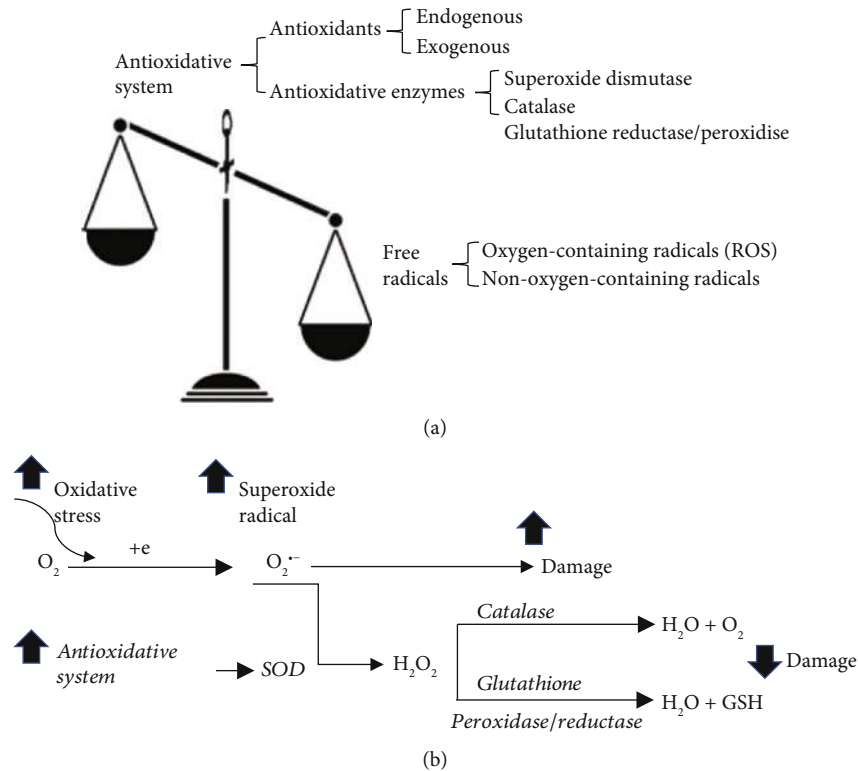 Antioxidative
system
Antioxidants
Endogenous
Exogenous
Antioxidative enzymes
Superoxide dismutase
Catalase
Glutathione reductase/peroxidise
Free
radicals
Oxygen-containing radicals (ROS)
Non-oxygen-containing radicals
(a)
Oxidative
stress
Superoxide
radical
O₂
+e
O₂•−
Damage
Antioxidative
system
SOD
H₂O₂
Catalase
H₂O + O₂
Glutathione
Peroxidase/reductase
H₂O + GSH
Damage
(b)